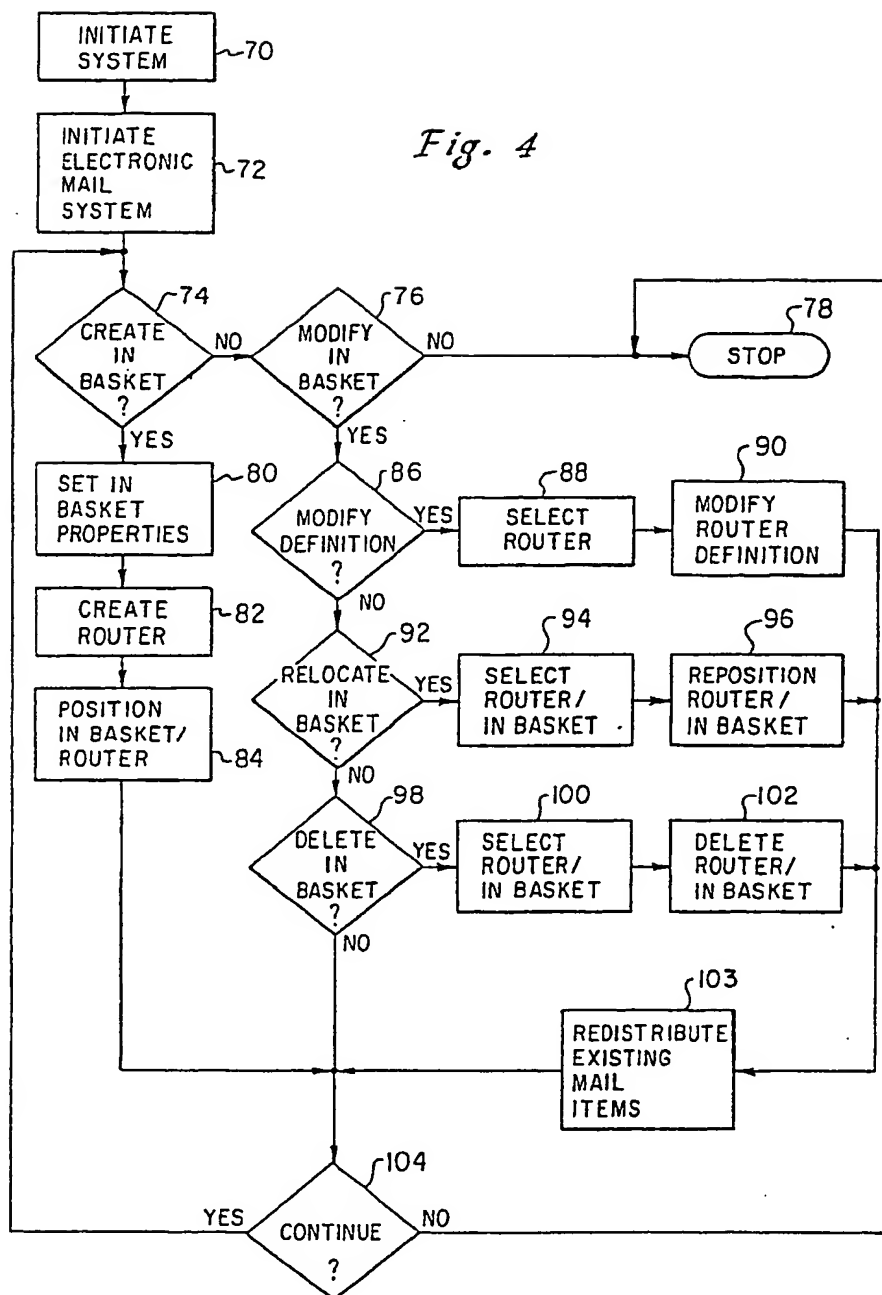 INITIATE
SYSTEM
70
INITIATE
ELECTRONIC
MAIL
SYSTEM
72
Fig. 4
74
CREATE
IN
BASKET
?
NO
YES
76
MODIFY
IN
BASKET
?
NO
YES
78
STOP
80
SET IN
BASKET
PROPERTIES
86
MODIFY
DEFINITION
?
YES
NO
88
SELECT
ROUTER
90
MODIFY
ROUTER
DEFINITION
CREATE
ROUTER
82
92
RELOCATE
IN
BASKET
?
YES
NO
94
SELECT
ROUTER/
IN BASKET
96
REPOSITION
ROUTER/
IN BASKET
POSITION
IN BASKET/
ROUTER
84
98
DELETE
IN
BASKET
?
YES
NO
100
SELECT
ROUTER/
IN BASKET
102
DELETE
ROUTER/
IN BASKET
103
REDISTRIBUTE
EXISTING
MAIL
ITEMS
104
YES
CONTINUE
?
NO